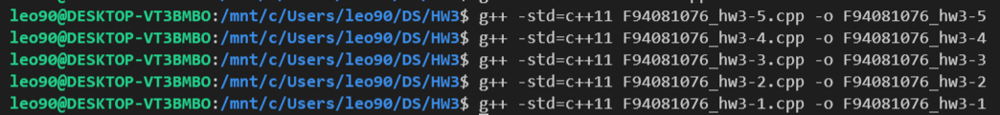 leo90@DESKTOP-VT3BMBO:/mnt/c/Users/leo90/DS/HW3$ g++ -std=c++11 F94081076_hw3-5.cpp -o F94081076_hw3-5
leo90@DESKTOP-VT3BMBO:/mnt/c/Users/leo90/DS/HW3$ g++ -std=c++11 F94081076_hw3-4.cpp -o F94081076_hw3-4
leo90@DESKTOP-VT3BMBO:/mnt/c/Users/leo90/DS/HW3$ g++ -std=c++11 F94081076_hw3-3.cpp -o F94081076_hw3-3
leo90@DESKTOP-VT3BMBO:/mnt/c/Users/leo90/DS/HW3$ g++ -std=c++11 F94081076_hw3-2.cpp -o F94081076_hw3-2
leo90@DESKTOP-VT3BMBO:/mnt/c/Users/leo90/DS/HW3$ g++ -std=c++11 F94081076_hw3-1.cpp -o F94081076_hw3-1